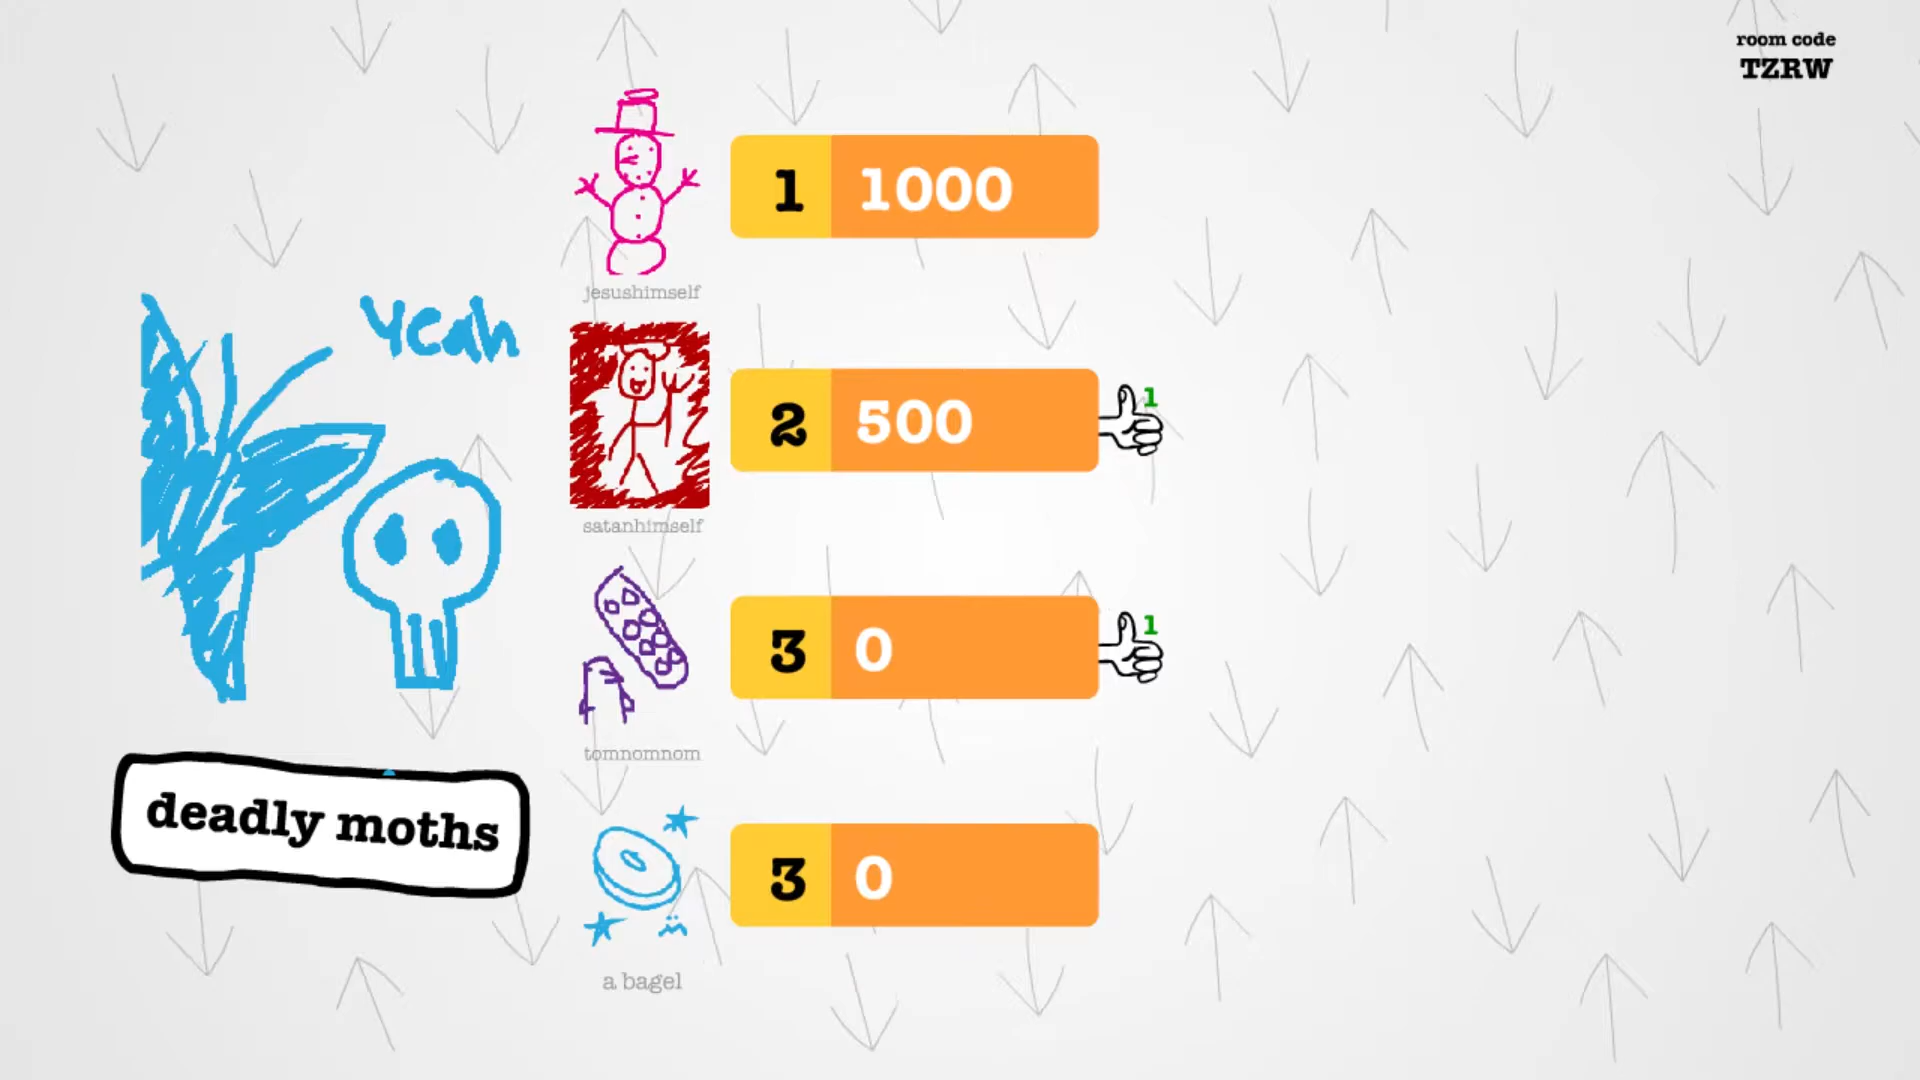 room code
TZRW
1 1000
jesushimself
Yeah
2 500
1
satanhimself
3 0
1
tomnomnom
deadly moths
3 0
a bagel